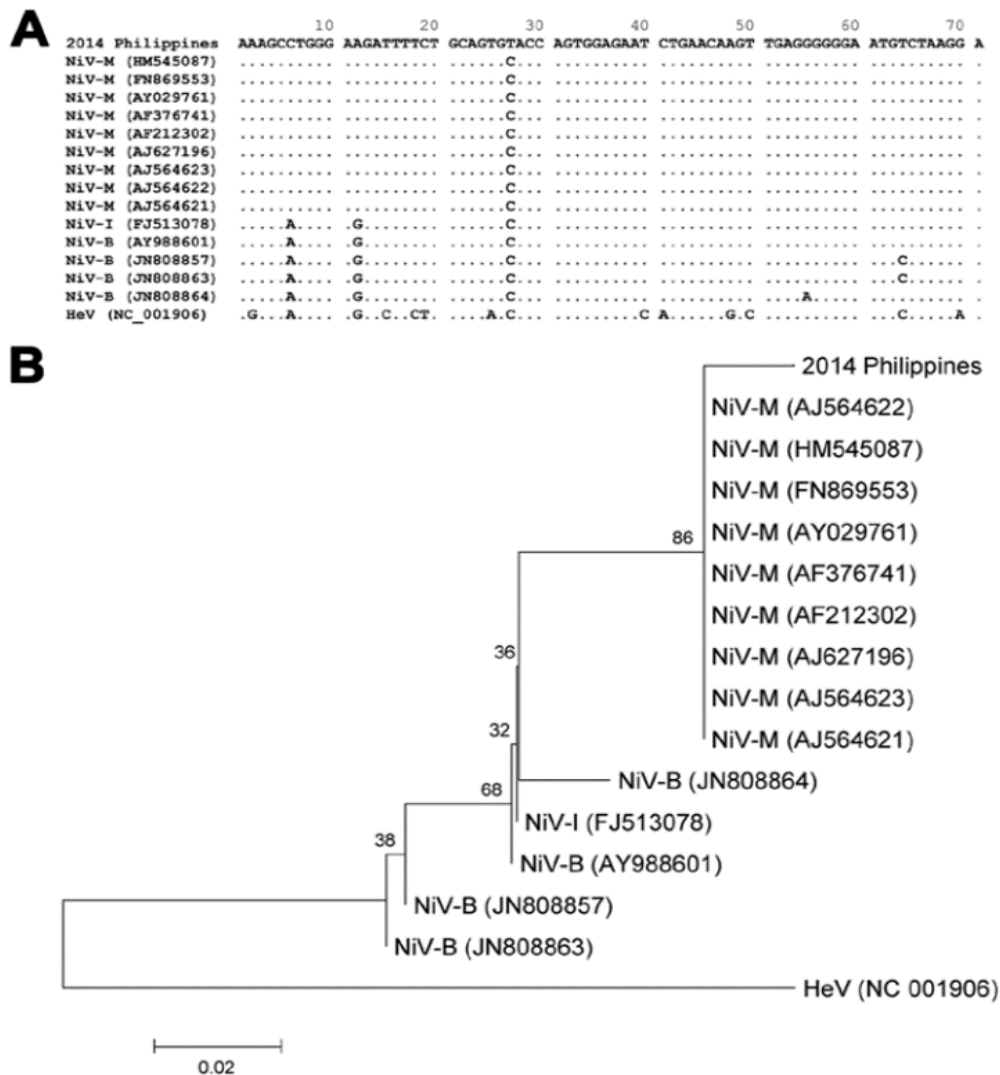 A
10 20 30 40 50 60 70
2014 Philippines AAAGCCTGGG AAGATTTTCT GCAGTGTACC AGTGGAGAAT CTGAACAAGT TGAGGGGGGA ATGTCTAAGG A
NiV-M (HM545087) .......... .......... ......C... .......... .......... .......... .......... .
NiV-M (FN869553) .......... .......... ......C... .......... .......... .......... .......... .
NiV-M (AY029761) .......... .......... ......C... .......... .......... .......... .......... .
NiV-M (AF376741) .......... .......... ......C... .......... .......... .......... .......... .
NiV-M (AF212302) .......... .......... ......C... .......... .......... .......... .......... .
NiV-M (AJ627196) .......... .......... ......C... .......... .......... .......... .......... .
NiV-M (AJ564623) .......... .......... ......C... .......... .......... .......... .......... .
NiV-M (AJ564622) .......... .......... ......C... .......... .......... .......... .......... .
NiV-M (AJ564621) .......... .......... ......C... .......... .......... .......... .......... .
NiV-I (FJ513078) .....A.... .G........ ......C... .......... .......... .......... .......... .
NiV-B (AY988601) .....A.... .G........ ......C... .......... .......... .......... .......... .
NiV-B (JN808857) .....A.... .G........ ......C... .......... .......... .......... ...C...... .
NiV-B (JN808863) .....A.... .G........ ......C... .......... .......... .......... ...C...... .
NiV-B (JN808864) .....A.... .G........ ......C... .......... .......... ....A..... .......... .
HeV (NC_001906) .G...A.... .G..C..CT. ....A.C... .........C A......G.C .......... ...C.....A .
B
2014 Philippines
NiV-M (AJ564622)
NiV-M (HM545087)
NiV-M (FN869553)
86
NiV-M (AY029761)
NiV-M (AF376741)
NiV-M (AF212302)
36
NiV-M (AJ627196)
NiV-M (AJ564623)
32
NiV-M (AJ564621)
68
NiV-B (JN808864)
NiV-I (FJ513078)
38
NiV-B (AY988601)
NiV-B (JN808857)
NiV-B (JN808863)
HeV (NC 001906)
0.02